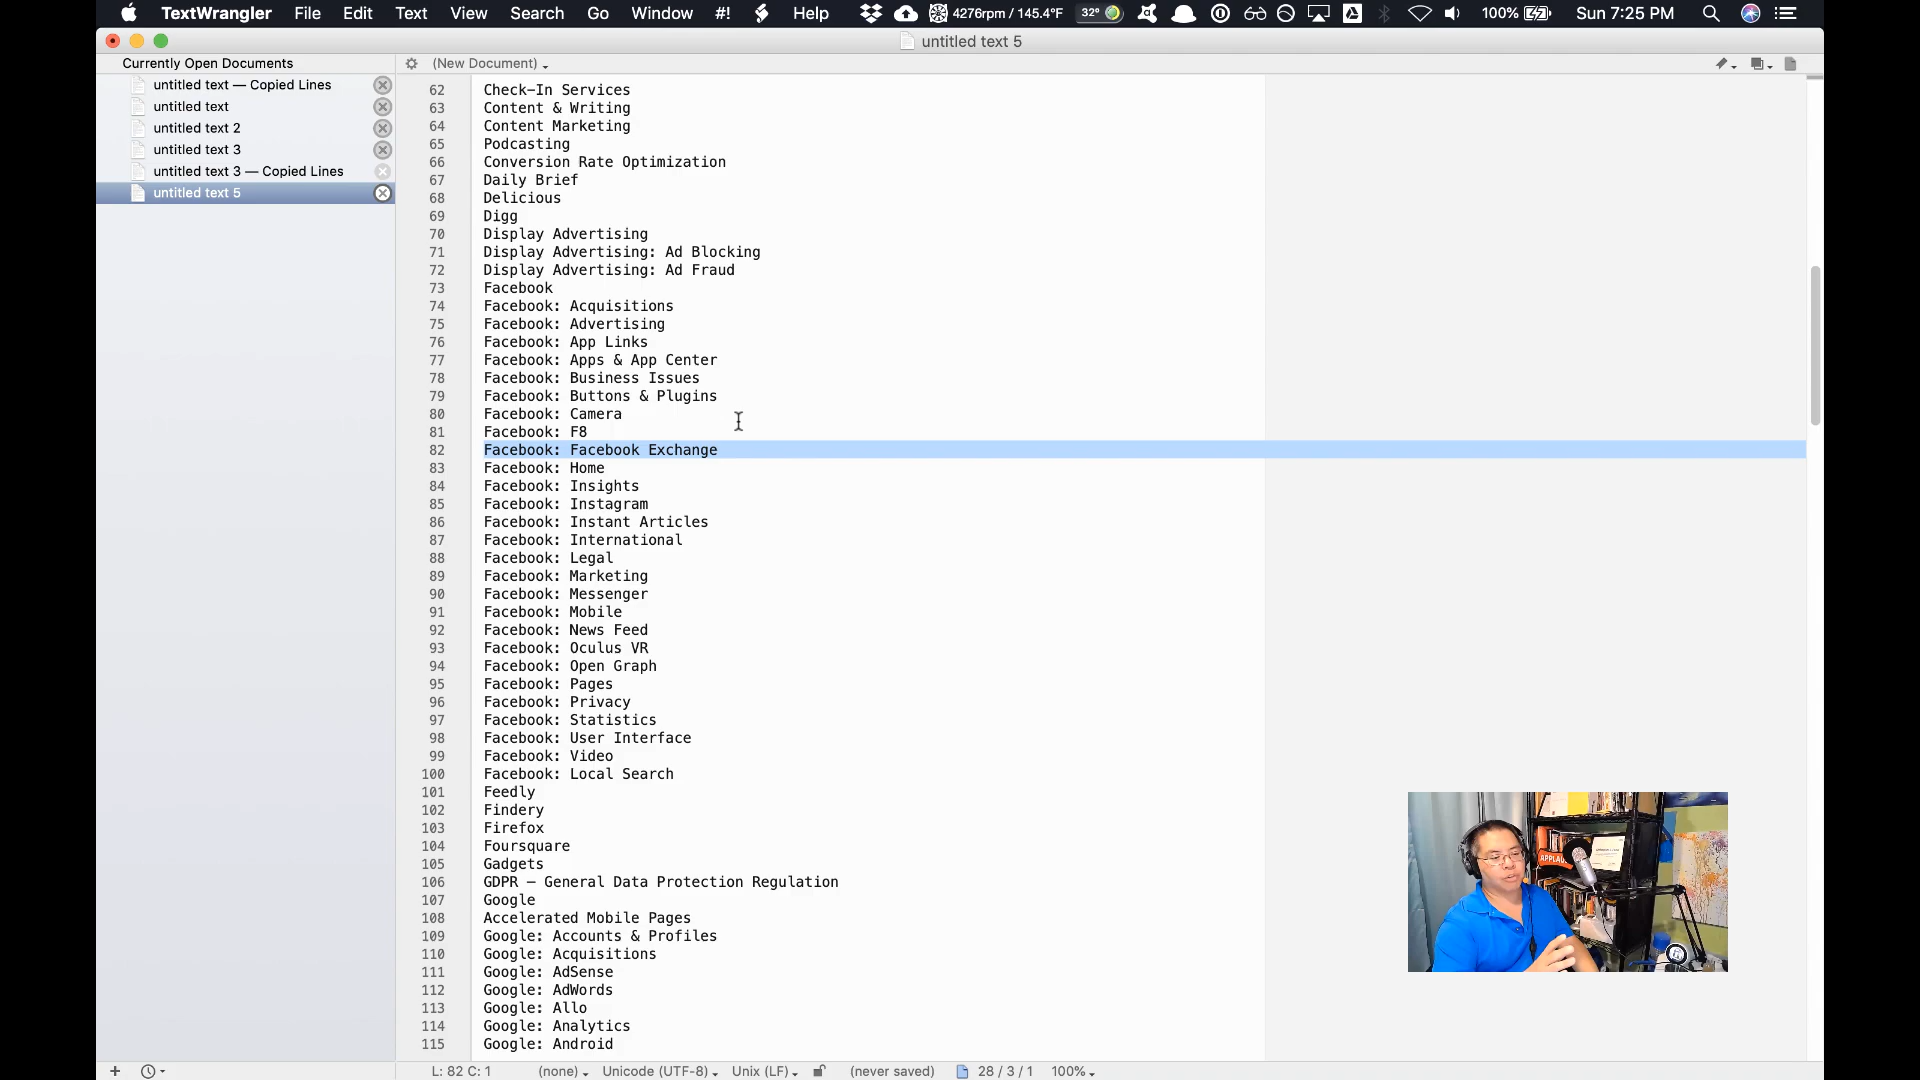 TextWrangler File Edit Text View Search Go Window #! Help 4276rpm / 145.4°F 32° 100% Sun 7:25 PM
untitled text 5
Currently Open Documents
(New Document)
untitled text — Copied Lines
untitled text
untitled text 2
untitled text 3
untitled text 3 — Copied Lines
untitled text 5
62 Check-In Services
63 Content & Writing
64 Content Marketing
65 Podcasting
66 Conversion Rate Optimization
67 Daily Brief
68 Delicious
69 Digg
70 Display Advertising
71 Display Advertising: Ad Blocking
72 Display Advertising: Ad Fraud
73 Facebook
74 Facebook: Acquisitions
75 Facebook: Advertising
76 Facebook: App Links
77 Facebook: Apps & App Center
78 Facebook: Business Issues
79 Facebook: Buttons & Plugins
80 Facebook: Camera
81 Facebook: F8
82 Facebook: Facebook Exchange
83 Facebook: Home
84 Facebook: Insights
85 Facebook: Instagram
86 Facebook: Instant Articles
87 Facebook: International
88 Facebook: Legal
89 Facebook: Marketing
90 Facebook: Messenger
91 Facebook: Mobile
92 Facebook: News Feed
93 Facebook: Oculus VR
94 Facebook: Open Graph
95 Facebook: Pages
96 Facebook: Privacy
97 Facebook: Statistics
98 Facebook: User Interface
99 Facebook: Video
100 Facebook: Local Search
101 Feedly
102 Findery
103 Firefox
104 Foursquare
105 Gadgets
106 GDPR – General Data Protection Regulation
107 Google
108 Accelerated Mobile Pages
109 Google: Accounts & Profiles
110 Google: Acquisitions
111 Google: AdSense
112 Google: AdWords
113 Google: Allo
114 Google: Analytics
115 Google: Android
L: 82 C: 1 (none) Unicode (UTF-8) Unix (LF) (never saved) 28 / 3 / 1 100%